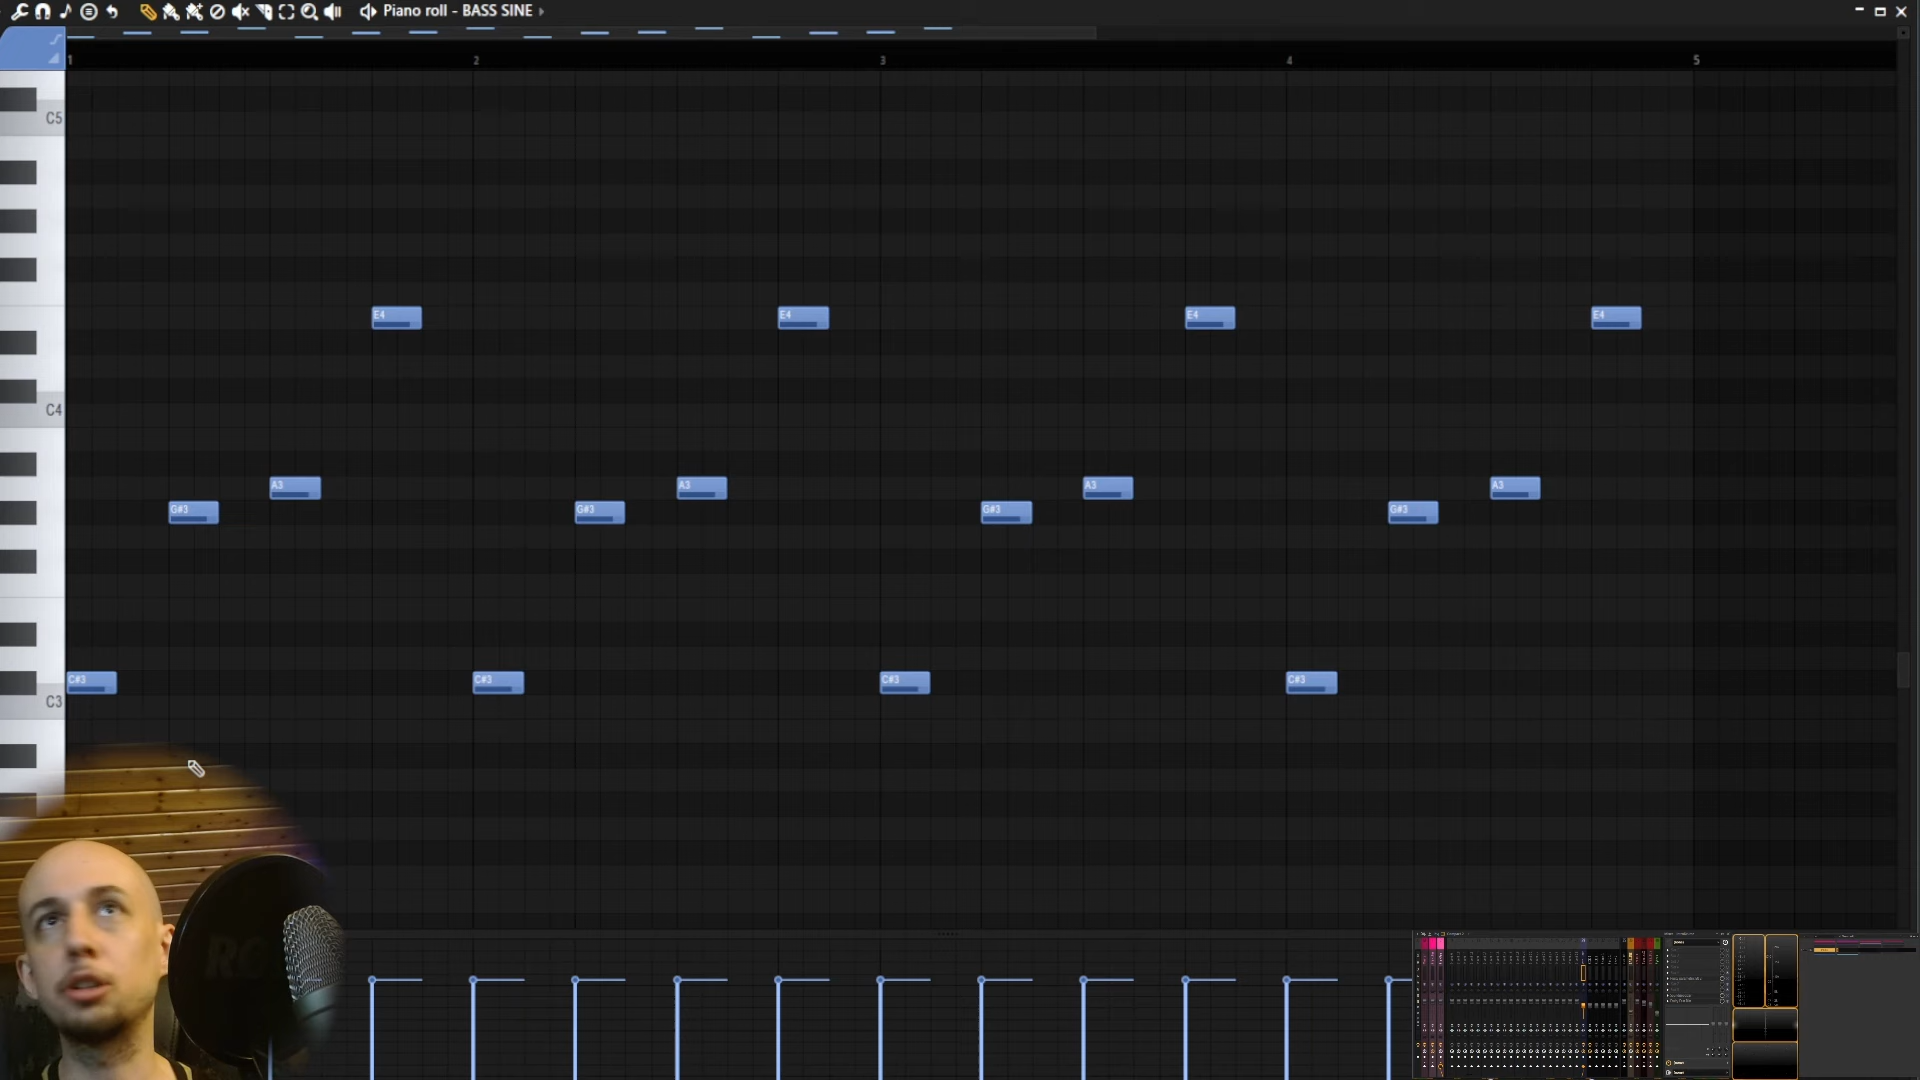 Piano roll - BASS SINE
1 2 3 4 5
C5
E4 E4 E4 E4
C4
A3 A3 A3 A3
G#3 G#3 G#3 G#3
C#3 C#3 C#3 C#3
C3